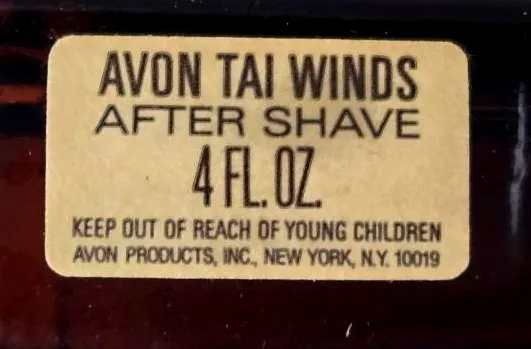 AVON TAI WINDS
AFTER SHAVE
4 FL. OZ.
KEEP OUT OF REACH OF YOUNG CHILDREN
AVON PRODUCTS, INC., NEW YORK, N.Y. 10019